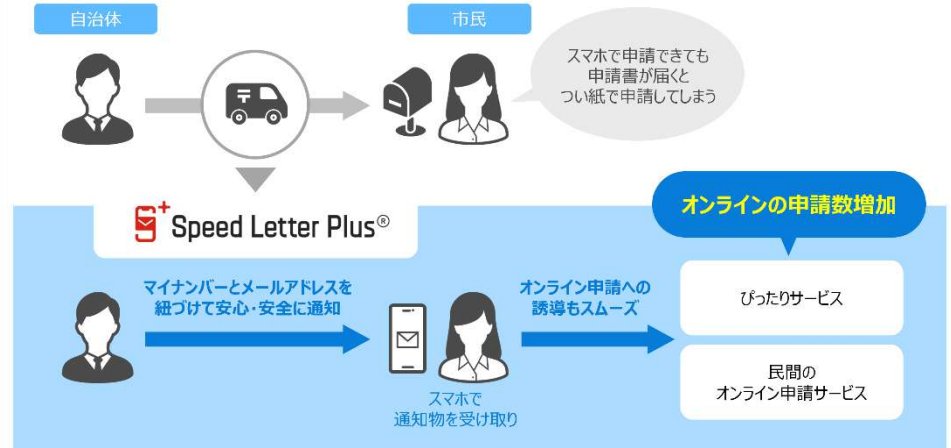 自治体
市民
スマホで申請できても
申請書が届くと
つい紙で申請してしまう
〒
Speed Letter Plus®
オンラインの申請数増加
マイナンバーとメールアドレスを
紐づけて安心・安全に通知
オンライン申請への
誘導もスムーズ
ぴったりサービス
民間の
オンライン申請サービス
スマホで
通知物を受け取り